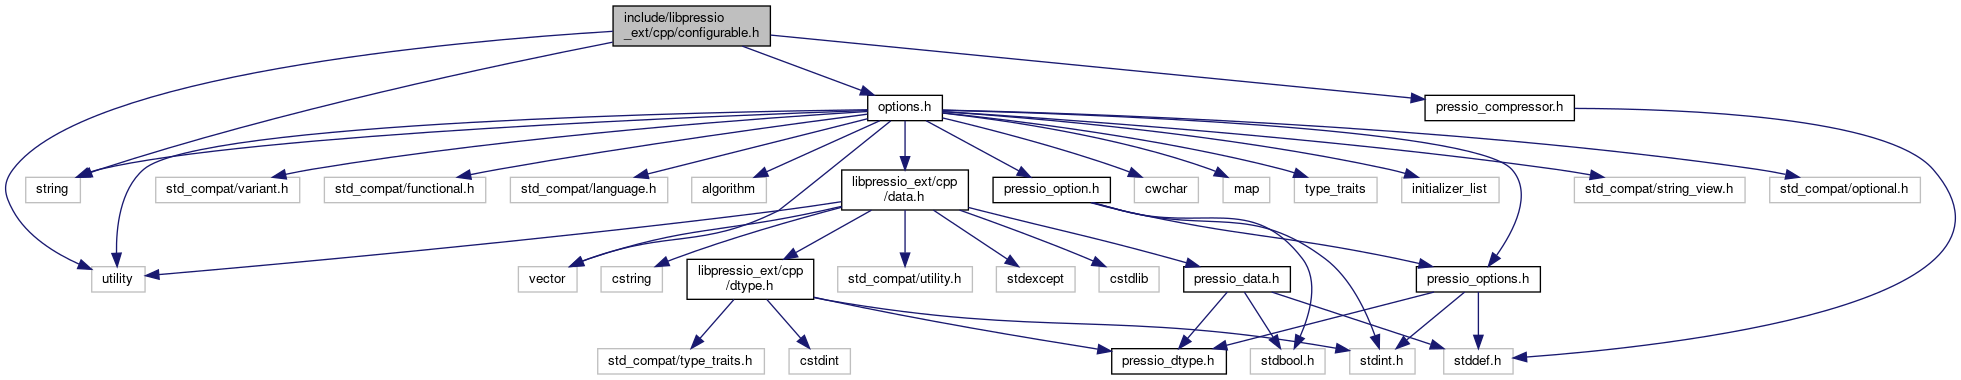 include/libpressio
_ext/cpp/configurable.h
options.h
pressio_compressor.h
string
std_compat/variant.h
std_compat/functional.h
std_compat/language.h
algorithm
libpressio_ext/cpp
/data.h
pressio_option.h
cwchar
map
type_traits
initializer_list
std_compat/string_view.h
std_compat/optional.h
utility
vector
cstring
libpressio_ext/cpp
/dtype.h
std_compat/utility.h
stdexcept
cstdlib
pressio_data.h
pressio_options.h
std_compat/type_traits.h
cstdint
pressio_dtype.h
stdbool.h
stdint.h
stddef.h